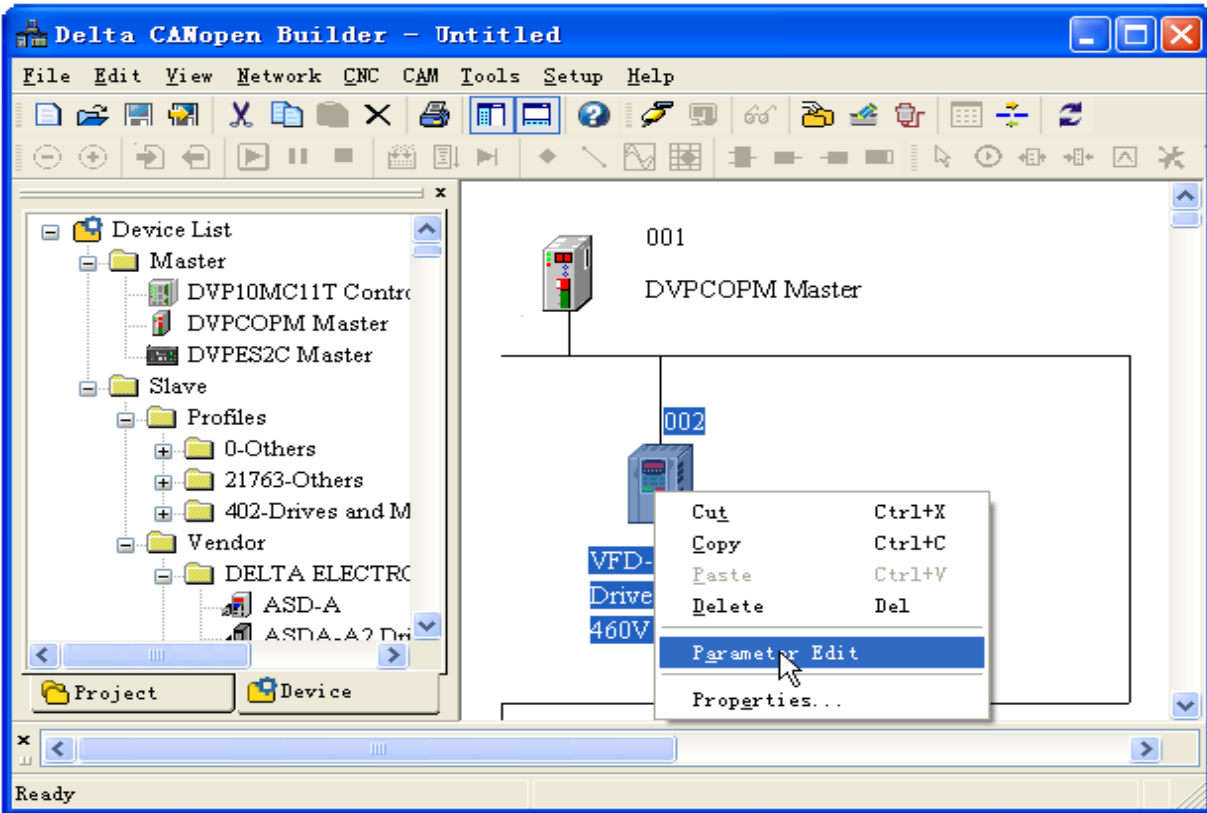 Delta CANopen Builder - Untitled
File Edit View Network CNC CAM Tools Setup Help
Device List
Master
DVP10MC11T Contro
DVPCOPM Master
DVPES2C Master
Slave
Profiles
0-Others
21763-Others
402-Drives and M
Vendor
DELTA ELECTRO
ASD-A
ASDA-A2 Dri
Project
Device
001
DVPCOPM Master
002
VFD-
Drive
460V
Cut Ctrl+X
Copy Ctrl+C
Paste Ctrl+V
Delete Del
Parameter Edit
Properties...
Ready